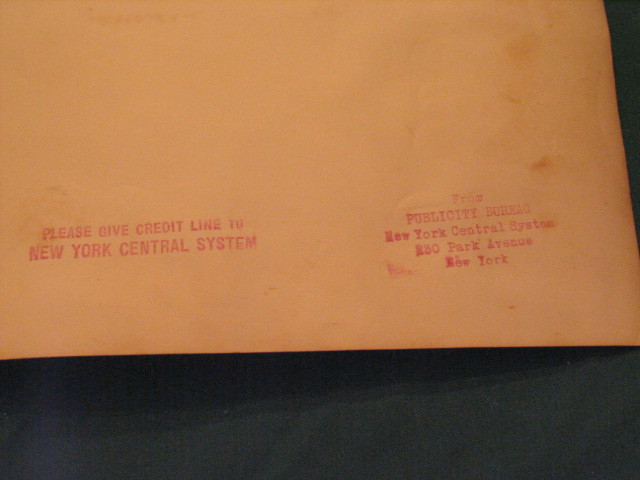 PLEASE GIVE CREDIT LINE TO
NEW YORK CENTRAL SYSTEM
From
PUBLICITY BUREAU
New York Central System
230 Park Avenue
New York